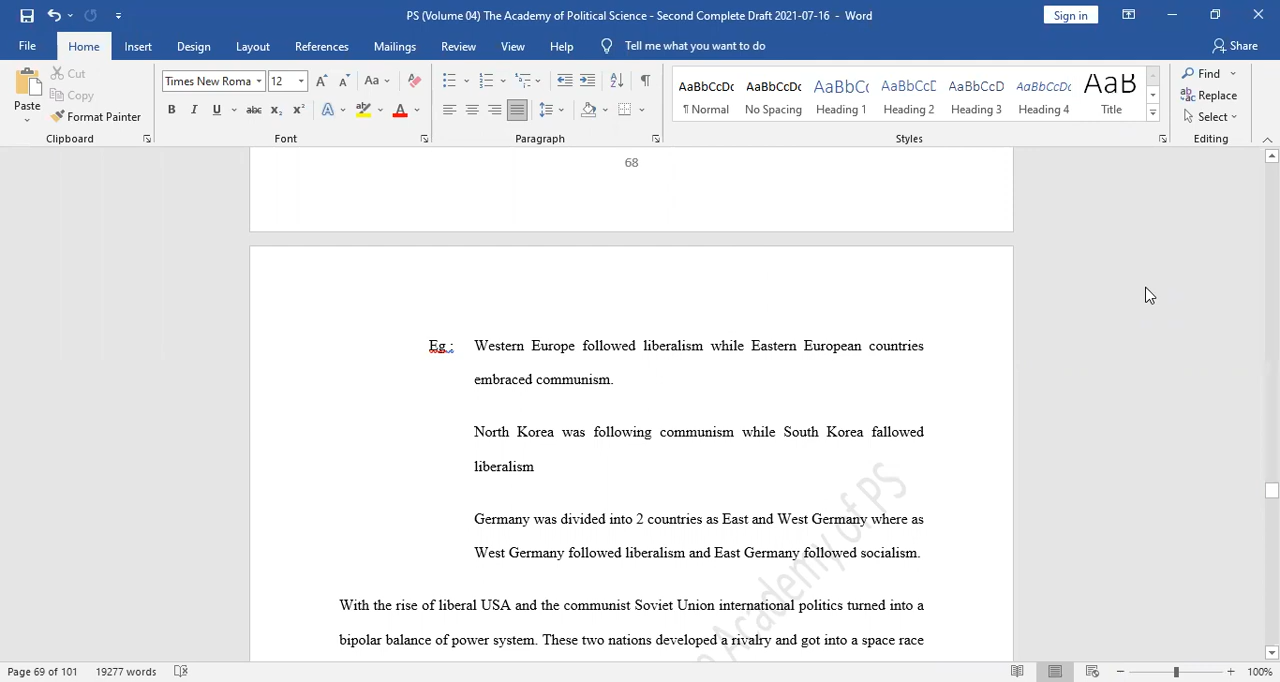 PS (Volume 04) The Academy of Political Science - Second Complete Draft 2021-07-16 - Word
Sign in
File Home Insert Design Layout References Mailings Review View Help Tell me what you want to do Share
Paste
Cut
Copy
Format Painter
Clipboard
Times New Roma 12
Font
Paragraph
AaBbCcDc AaBbCcDc AaBbC AaBbCcD AaBbCcD AaBbCcDc AaB
¶ Normal No Spacing Heading 1 Heading 2 Heading 3 Heading 4 Title
Styles
Find
Replace
Select
Editing
68
Eg : Western Europe followed liberalism while Eastern European countries
embraced communism.
North Korea was following communism while South Korea fallowed
liberalism
Germany was divided into 2 countries as East and West Germany where as
West Germany followed liberalism and East Germany followed socialism.
With the rise of liberal USA and the communist Soviet Union international politics turned into a
bipolar balance of power system. These two nations developed a rivalry and got into a space race
Academy of PS
Page 69 of 101 19277 words 100%